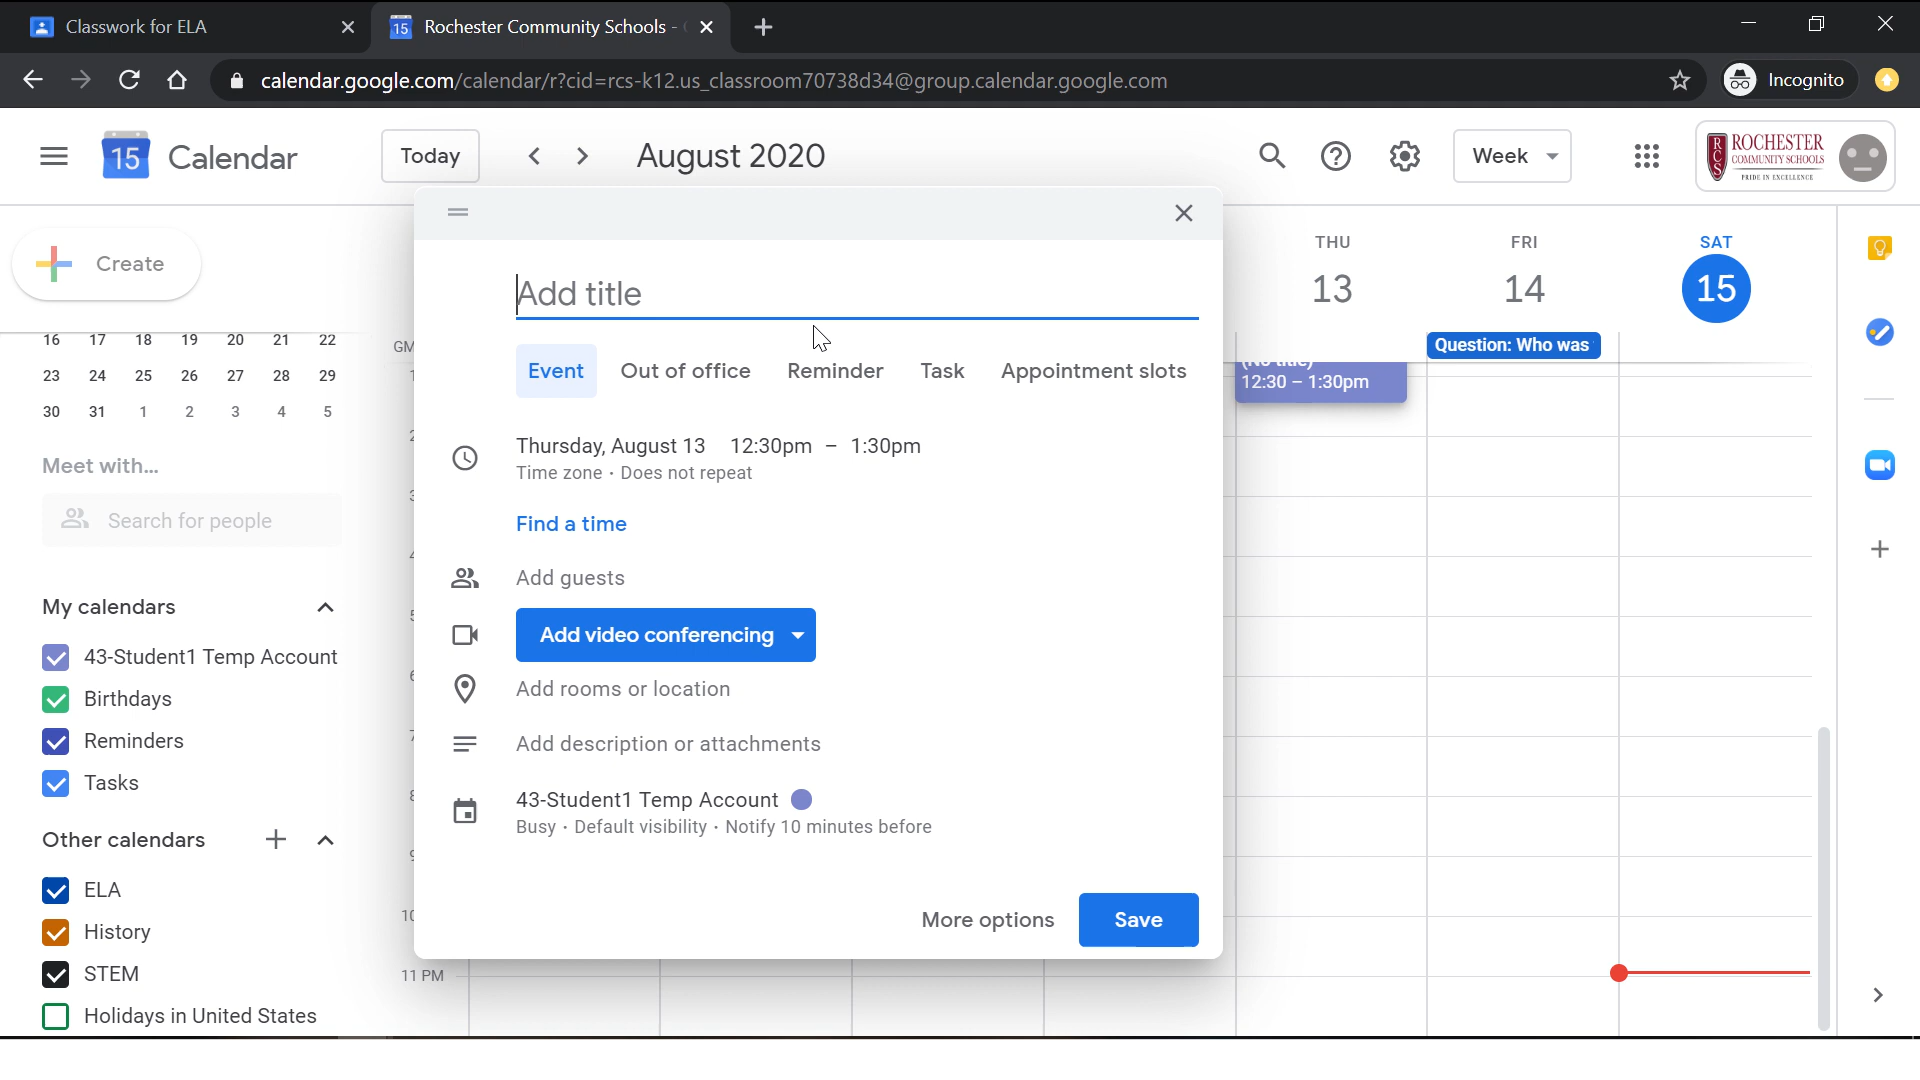 Classwork for ELA
Rochester Community Schools -
calendar.google.com/calendar/r?cid=rcs-k12.us_classroom70738d34@group.calendar.google.com
Incognito
15 Calendar
Today
August 2020
Week
ROCHESTER
COMMUNITY SCHOOLS
PRIDE IN EXCELLENCE
RCS
Create
16 17 18 19 20 21 22
23 24 25 26 27 28 29
30 31 1 2 3 4 5
Meet with...
Search for people
My calendars
43-Student1 Temp Account
Birthdays
Reminders
Tasks
Other calendars
ELA
History
STEM
Holidays in United States
Add title
Event Out of office Reminder Task Appointment slots
Thursday, August 13 12:30pm – 1:30pm
Time zone · Does not repeat
Find a time
Add guests
Add video conferencing
Add rooms or location
Add description or attachments
43-Student1 Temp Account
Busy · Default visibility · Notify 10 minutes before
More options Save
THU FRI SAT
13 14 15
Question: Who was
12:30 – 1:30pm
11 PM